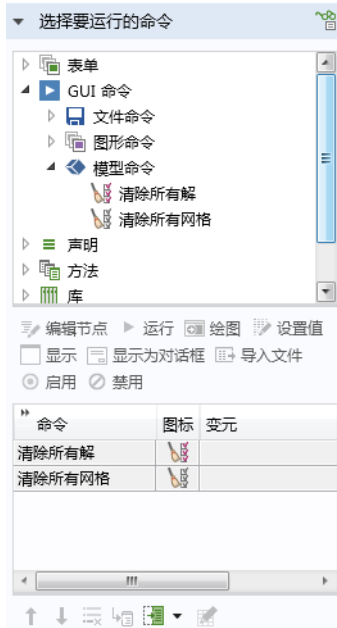 选择要运行的命令
表单
GUI 命令
文件命令
图形命令
模型命令
清除所有解
清除所有网格
声明
方法
库
编辑节点 运行 绘图 设置值
显示 显示为对话框 导入文件
启用 禁用
命令 图标 变元
清除所有解
清除所有网格